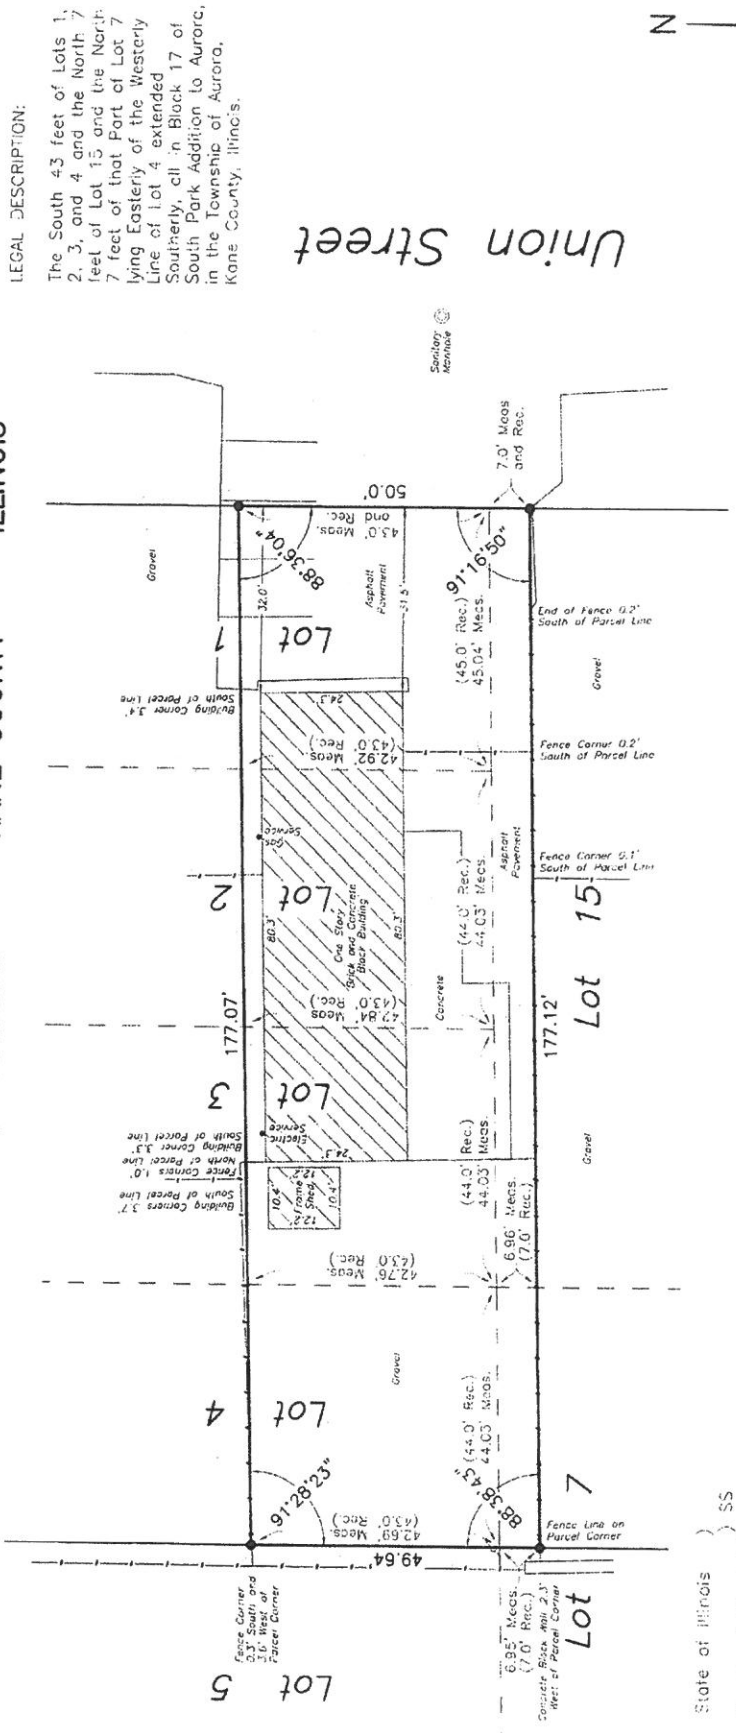 ILLINOIS
LEGAL DESCRIPTION:
The South 43 feet of Lots 1,
2, 3, and 4 and the North 7
feet of Lot 15 and the North
7 feet of that Part of Lot 7
lying Easterly of the Westerly
Line of Lot 4 extended
Southerly, all in Block 17 of
South Park Addition to Aurora,
in the Township of Aurora,
Kane County, Illinois.
N
Union Street
Sanitary
Manhole
50.0'
43.0' Meas.
and Rec.
7.0' Meas
and Rec.
88°36'04"
91°16'50"
Gravel
32.0'
Asphalt
Pavement
31.5'
Lot 1
(45.0' Rec.)
45.04' Meas.
End of Fence 0.2'
South of Parcel Line
Gravel
Building Corner 3.4'
South of Parcel Line
24.3'
42.92' Meas.
(43.0' Rec.)
Fence Corner 0.2'
South of Parcel Line
Gas
Service
Asphalt
Pavement
Lot 2
80.3'
One Story
Brick and Concrete
Block Building
80.3'
(44.0' Rec.)
44.03' Meas.
Fence Corner 0.1'
South of Parcel Line
Lot 15
177.07'
42.84' Meas
(43.0' Rec.)
Concrete
177.12'
Lot 3
Electric
Service
24.3'
Building Corner 3.3'
South of Parcel Line
Fence Corners 1.0'
North of Parcel Line
Building Corners 3.7'
South of Parcel Line
12.2'
10.4'
Frame
Shed
10.4'
12.2'
(44.0' Rec.)
44.03' Meas.
Gravel
42.76' Meas.
(43.0' Rec.)
6.96' Meas.
(7.0' Rec.)
Lot 4
Gravel
(44.0' Rec.)
44.03' Meas.
91°28'23"
88°38'43"
42.69' Meas.
(43.0' Rec.)
49.64'
Fence Line on
Parcel Corner
Fence Corner
0.3' South and
3.6' West of
Parcel Corner
6.95' Meas.
(7.0' Rec.)
Concrete Block Wall 2.3'
West of Parcel Corner
Lot 7
Lot 5
State of Illinois )
) SS